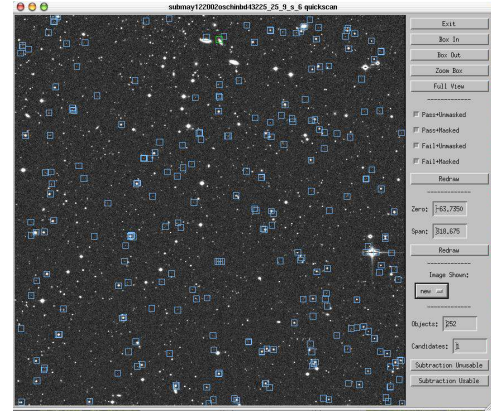 submay122002oschinbd43225_25_9_s_6 quickscan
Exit
Box In
Box Out
Zoom Box
Full View
-------------
Pass+Unmasked
Pass+Masked
Fail+Unmasked
Fail+Masked
Redraw
-------------
Zero: -63.7350
Span: 318.675
Redraw
-------------
Image Shown:
new
-------------
Objects: 252
Candidates: 1
Subtraction Unusable
Subtraction Usable